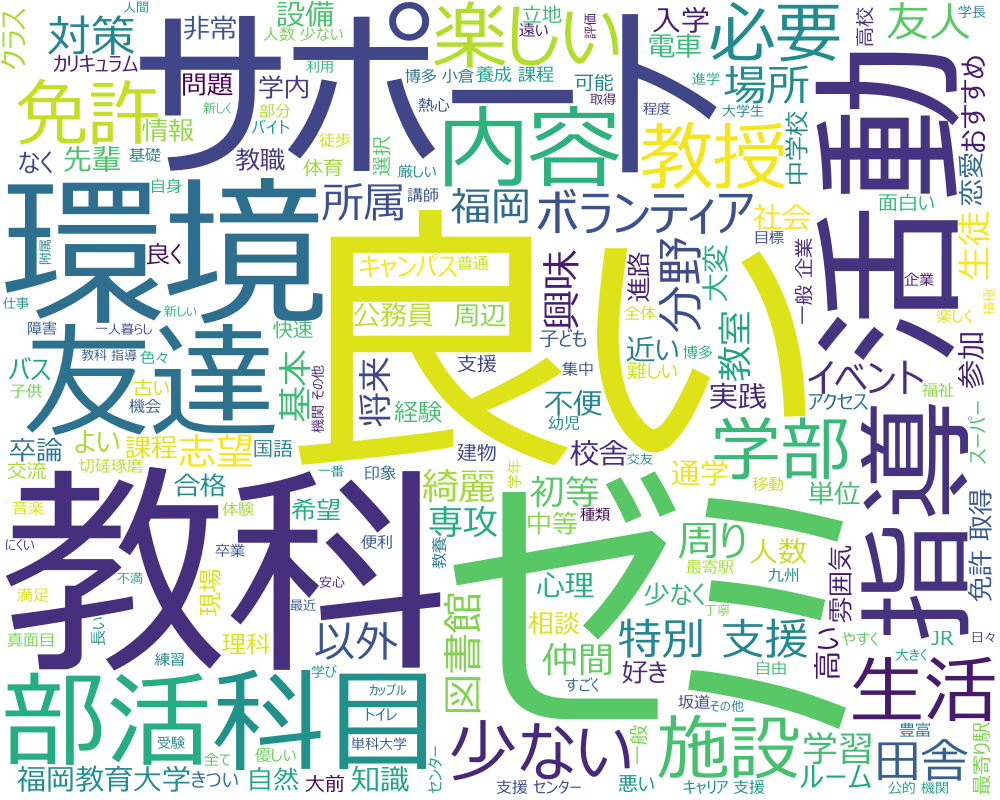 人間
クラス
対策
非常
設備
人数 少ない
カリキュラム
サポート
楽しい
立地
遠い
評価
入学
電車
必要
高校
友人
学長
免許
問題
学内
新しく
部分
利用
バイト
博多 小倉
養成 課程
可能
取得
進学
場所
程度
大学生
おすすめ
情報
基礎
徒歩
熱心
内容
教授
中学校
恋愛
活動
なく
先輩
教職
体育
選択
厳しい
自身
環境
所属
講師
福岡
ボランティア
社会
面白い
附属
良く
良い
キャンパス
普通
興味
進路
分野
大変
目標
一般 企業
企業
生徒
積極
仕事
新しい
公務員
周辺
全体
楽しく
障害
一人暮らし
快速
子ども
教室
友達
教科 指導
色々
バス
子供
古い
機会
基本
機関 その他
将来
支援
経験
集中
近い
博多
難しい
不便
幼児
実践
イベント
アクセス
参加
福祉
スーパー
卒論
よい
課程
志望
国語
建物
校舎
学部
指導
交流
切磋琢磨
合格
一番
印象
綺麗
学年
交友
初等
通学
移動
単位
音楽
体験
希望
教科
専攻
中等
種類
ゼミ
周り
人数
雰囲気
免許 取得
にくい
卒業
便利
教養
最寄駅
九州
満足
不満
現場
最近
安心
心理
少なく
丁寧
真面目
長い
理科
以外
図書館
相談
特別 支援
高い
やすく
JR
日々
練習
学び
仲間
好き
自由
大きく
生活
部活
科目
カップル
トイレ
すごく
坂道
その他
豊富
受験
全て
優しい
単科大学
少ない
一般
施設
学習
ルーム
田舎
最寄り駅
福岡教育大学
きつい
自然
大前
知識
センター
支援 センター
悪い
キャリア 支援
公的 機関